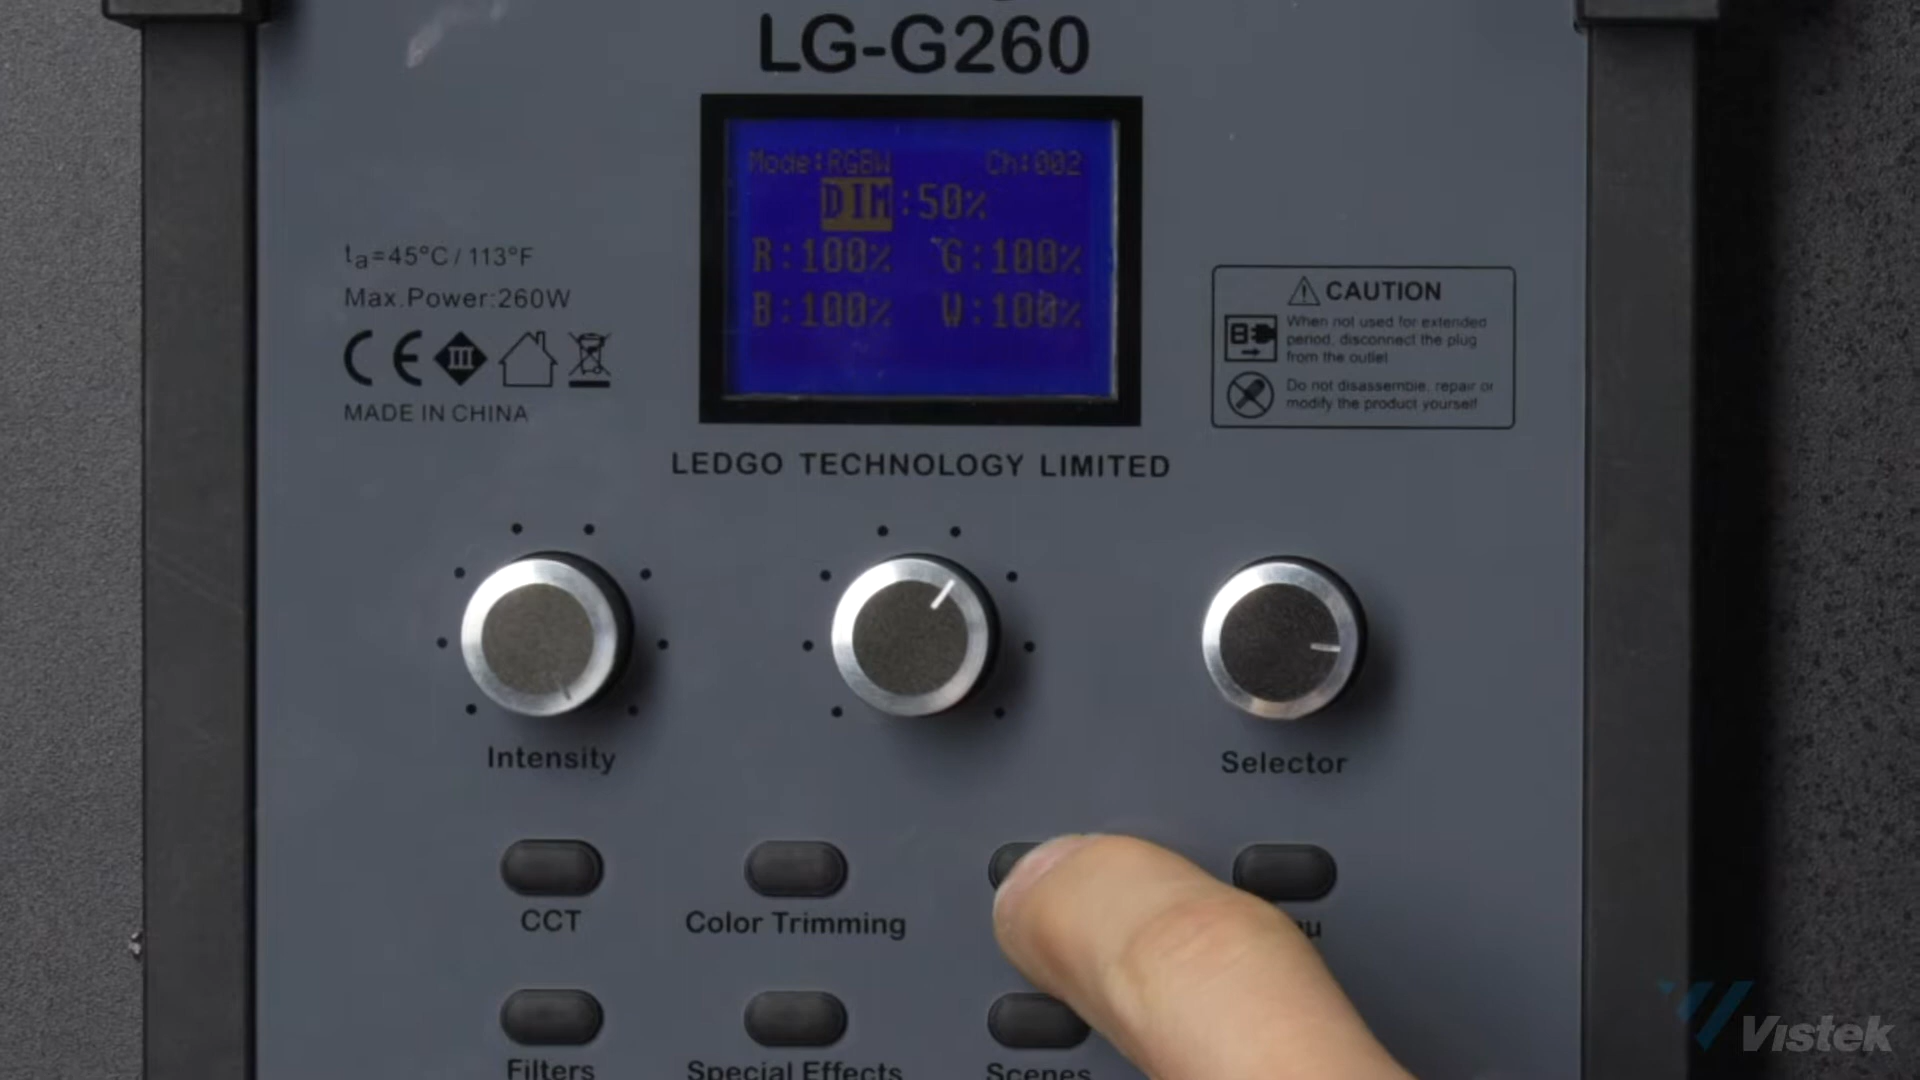 LG-G260
Mode:RGBW Ch:002
DIM:50%
R:100% G:100%
B:100% W:100%
ta=45°C / 113°F
Max.Power:260W
CE III
MADE IN CHINA
CAUTION
When not used for extended
period, disconnect the plug
from the outlet
Do not disassemble, repair or
modify the product yourself
LEDGO TECHNOLOGY LIMITED
Intensity
Selector
CCT
Color Trimming
Filters
Special Effects
Scenes
Vistek